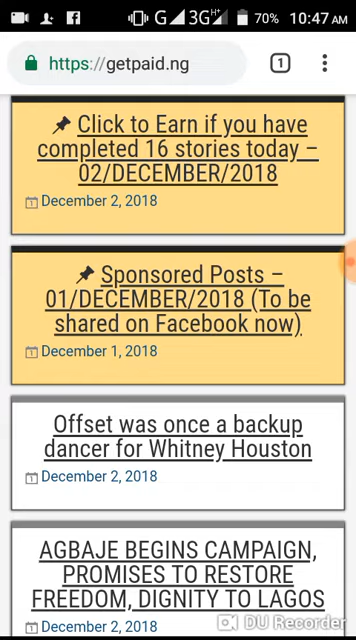 G 3G H+ 70% 10:47 AM
https://getpaid.ng 1
Click to Earn if you have
completed 16 stories today –
02/DECEMBER/2018
December 2, 2018
Sponsored Posts –
01/DECEMBER/2018 (To be
shared on Facebook now)
December 1, 2018
Offset was once a backup
dancer for Whitney Houston
December 2, 2018
AGBAJE BEGINS CAMPAIGN,
PROMISES TO RESTORE
FREEDOM, DIGNITY TO LAGOS
December 2, 2018
DU Recorder